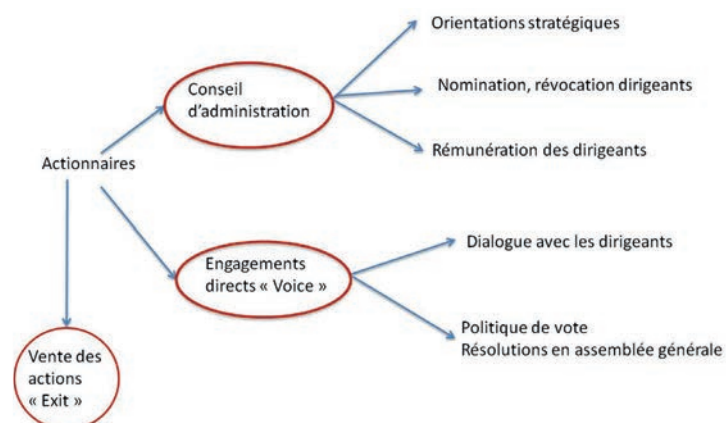 Orientations stratégiques
Conseil
d'administration
Nomination, révocation dirigeants
Rémunération des dirigeants
Actionnaires
Engagements
directs « Voice »
Dialogue avec les dirigeants
Politique de vote
Résolutions en assemblée générale
Vente des
actions
« Exit »